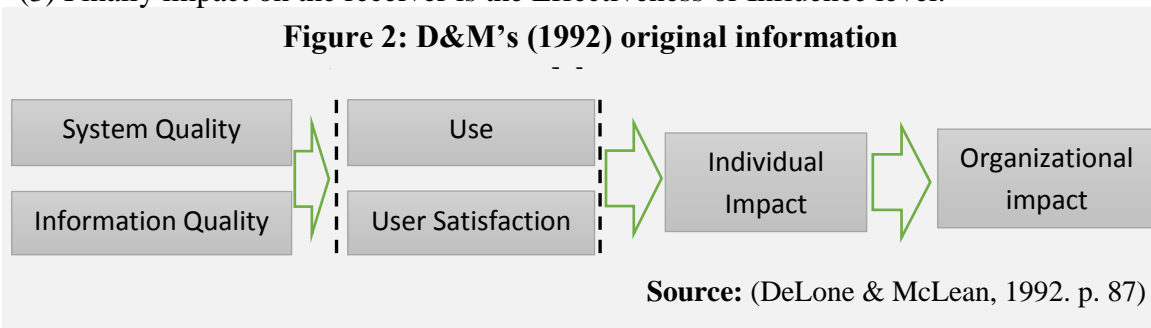 (3) Finally impact on the receiver is the Effectiveness or Influence level.
Figure 2: D&M's (1992) original information
System Quality
Use
Individual
Impact
Organizational
impact
Information Quality
User Satisfaction
Source: (DeLone & McLean, 1992. p. 87)